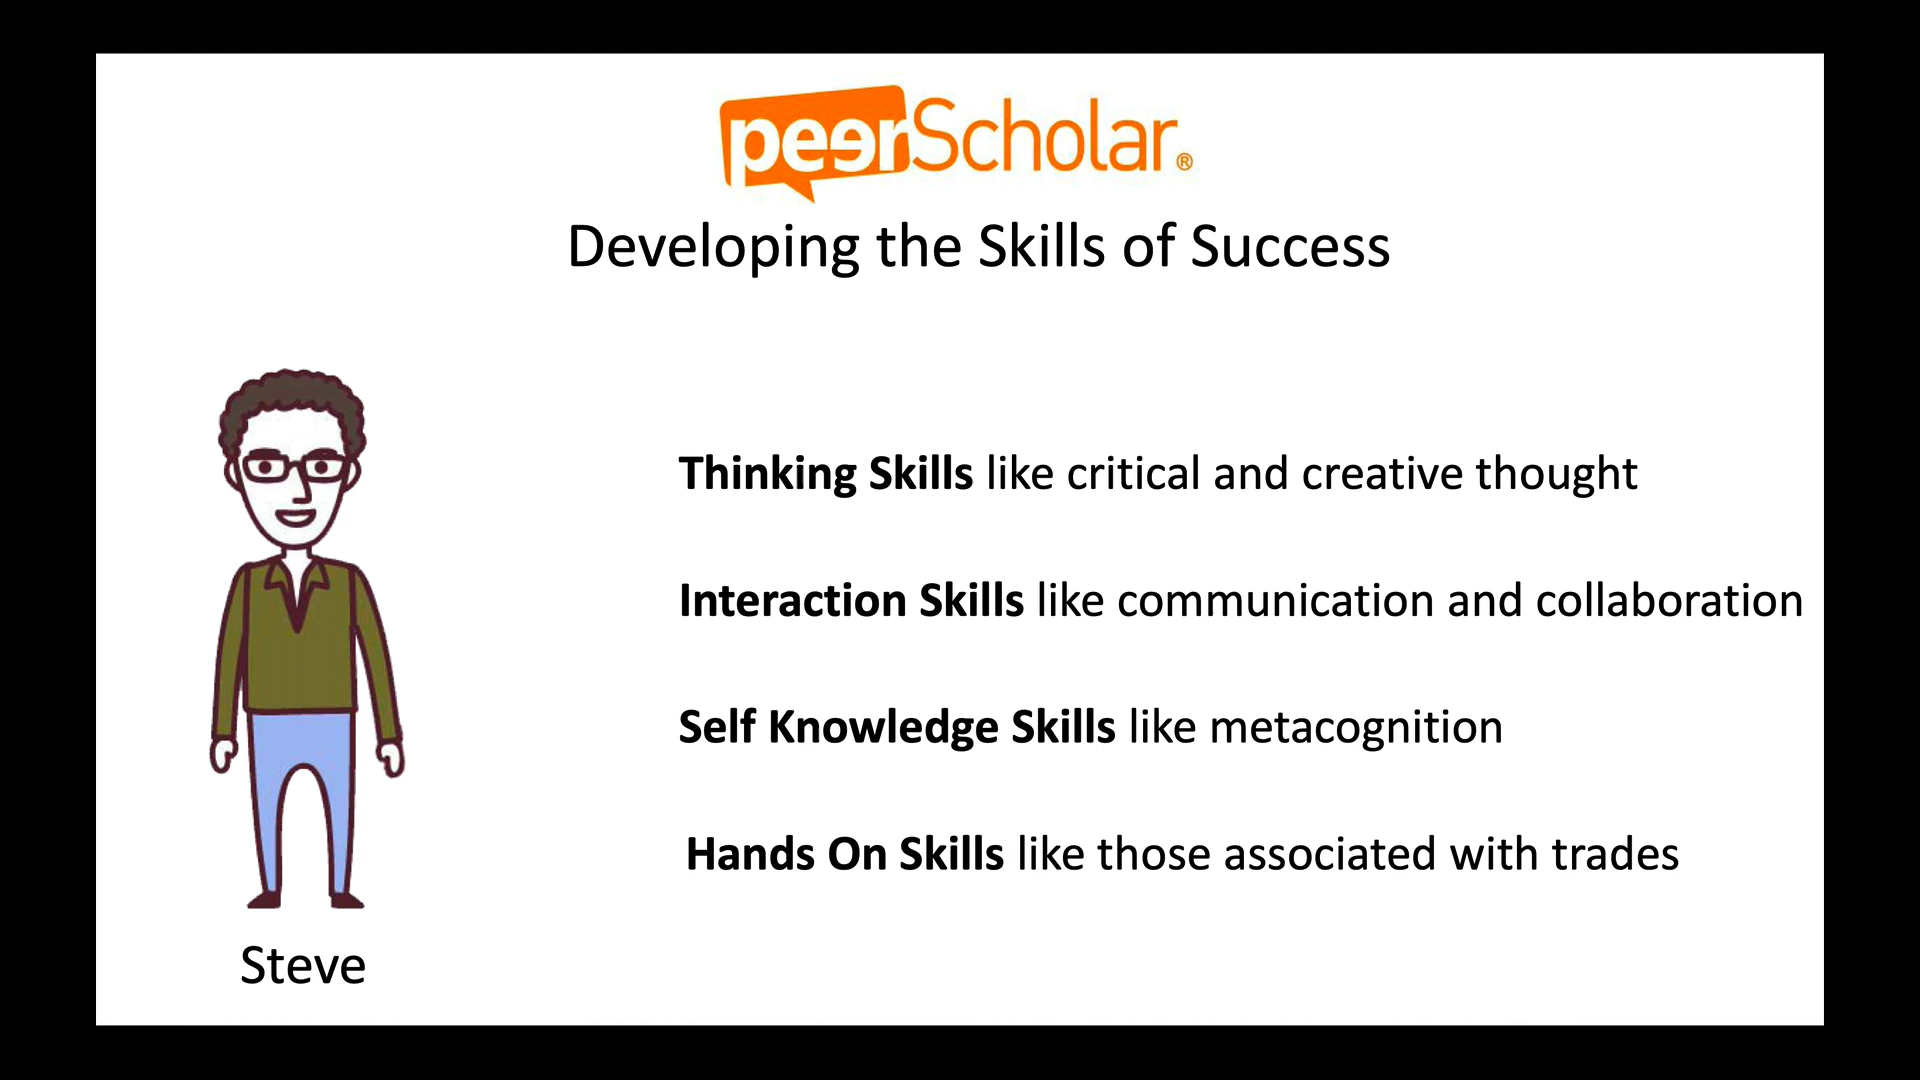 peerScholar®
Developing the Skills of Success
Thinking Skills like critical and creative thought
Interaction Skills like communication and collaboration
Self Knowledge Skills like metacognition
Hands On Skills like those associated with trades
Steve